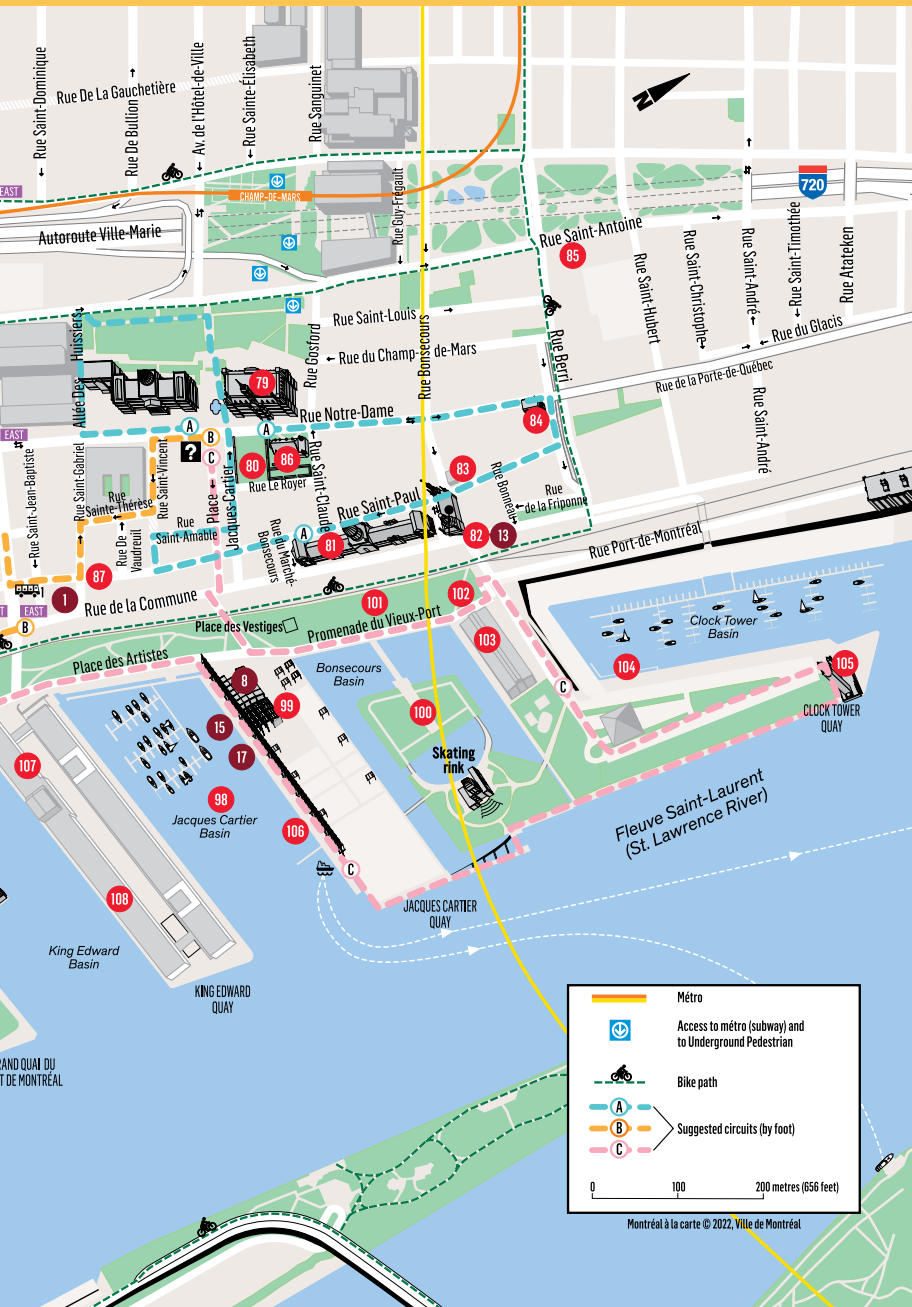 Rue Saint-Dominique
Rue De La Gauchetière
Rue De Bullion
Av. de l'Hôtel-de-Ville
Rue Sainte-Élisabeth
Rue Sanguinet
N
EAST
CHAMP-DE-MARS
Rue Guy-Frégault
720
Autoroute Ville-Marie
Rue Saint-Antoine
85
Rue Saint-Hubert
Rue Saint-Christophe
Rue Saint-André
Rue Saint-Timothée
Rue Atateken
Allée Des Huissiers
Rue Saint-Louis
Rue Gosford
Rue du Champ-de-Mars
Rue Bonsecours
Rue Berri
Rue du Glacis
Rue de la Porte-de-Québec
Rue Saint-André
79
Rue Notre-Dame
84
EAST
A
B
?
C
A
80
86
Rue Le Royer
83
Rue Saint-Jean-Baptiste
Rue Saint-Gabriel
Rue
Sainte-Thérèse
Rue Saint-Vincent
Place
Jacques-Cartier
Rue Saint-Claude
Rue Saint-Paul
Rue Bonneau
Rue
de la Friponne
Rue De
Vaudreuil
Rue
Saint-Amable
Rue du Marché-
Bonsecours
A
81
82
13
Rue Port-de-Montréal
87
1
Rue de la Commune
EAST
B
101
102
Place des Vestiges
Promenade du Vieux-Port
103
Clock Tower
Basin
Place des Artistes
Bonsecours
Basin
104
105
8
99
C
CLOCK TOWER
QUAY
15
17
100
Skating
rink
107
98
Jacques Cartier
Basin
106
Fleuve Saint-Laurent
(St. Lawrence River)
C
108
JACQUES CARTIER
QUAY
King Edward
Basin
KING EDWARD
QUAY
RAND QUAI DU
T DE MONTRÉAL
Métro
Access to métro (subway) and
to Underground Pedestrian
Bike path
A
B
C
Suggested circuits (by foot)
0 100 200 metres (656 feet)
Montréal à la carte © 2022, Ville de Montréal